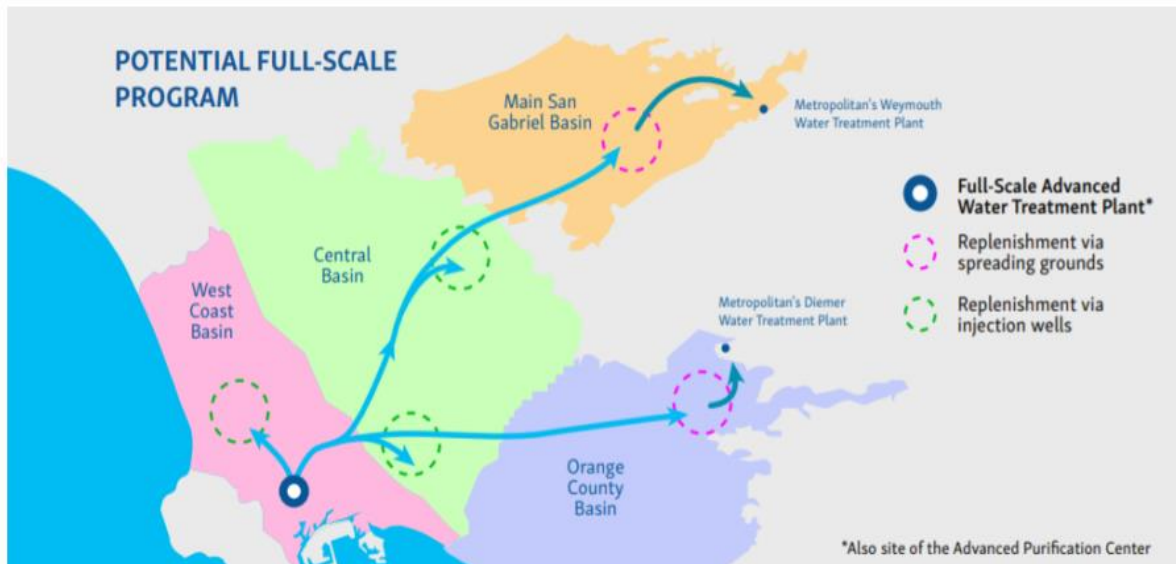 POTENTIAL FULL-SCALE
PROGRAM
Main San
Gabriel Basin
Metropolitan's Weymouth
Water Treatment Plant
Full-Scale Advanced
Water Treatment Plant*
Replenishment via
spreading grounds
Replenishment via
injection wells
Central
Basin
West
Coast
Basin
Metropolitan's Diemer
Water Treatment Plant
Orange
County
Basin
*Also site of the Advanced Purification Center